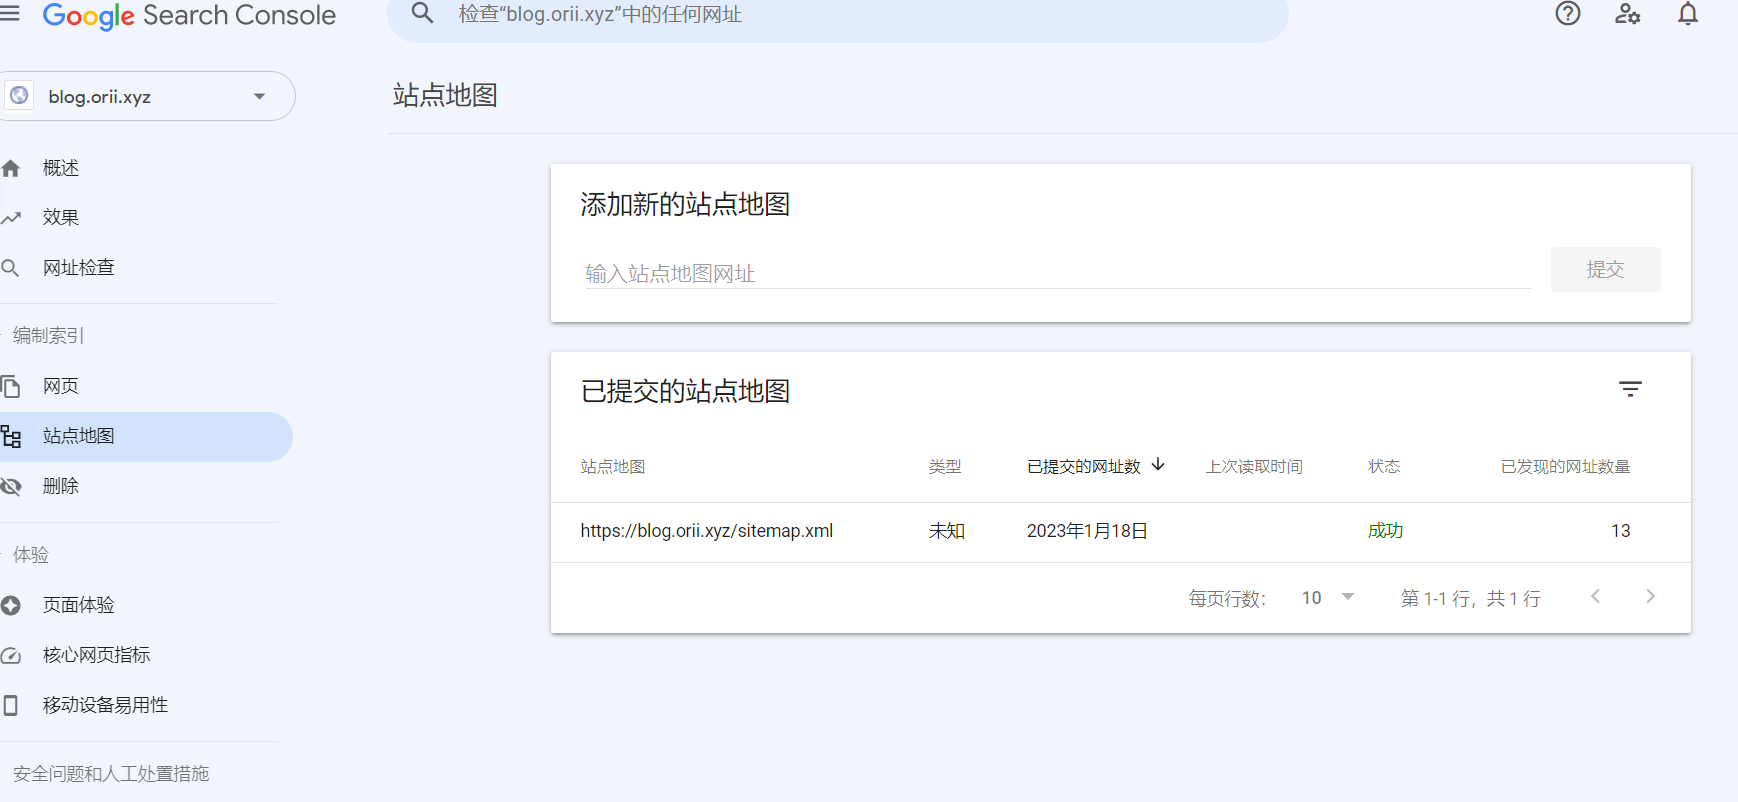 Google Search Console
检查“blog.orii.xyz”中的任何网址
blog.orii.xyz
概述
效果
网址检查
编制索引
网页
站点地图
删除
体验
页面体验
核心网页指标
移动设备易用性
安全问题和人工处置措施
站点地图
添加新的站点地图
输入站点地图网址
提交
已提交的站点地图
站点地图 类型 已提交的网址数 上次读取时间 状态 已发现的网址数量
https://blog.orii.xyz/sitemap.xml 未知 2023年1月18日 成功 13
每页行数： 10 第 1-1 行，共 1 行